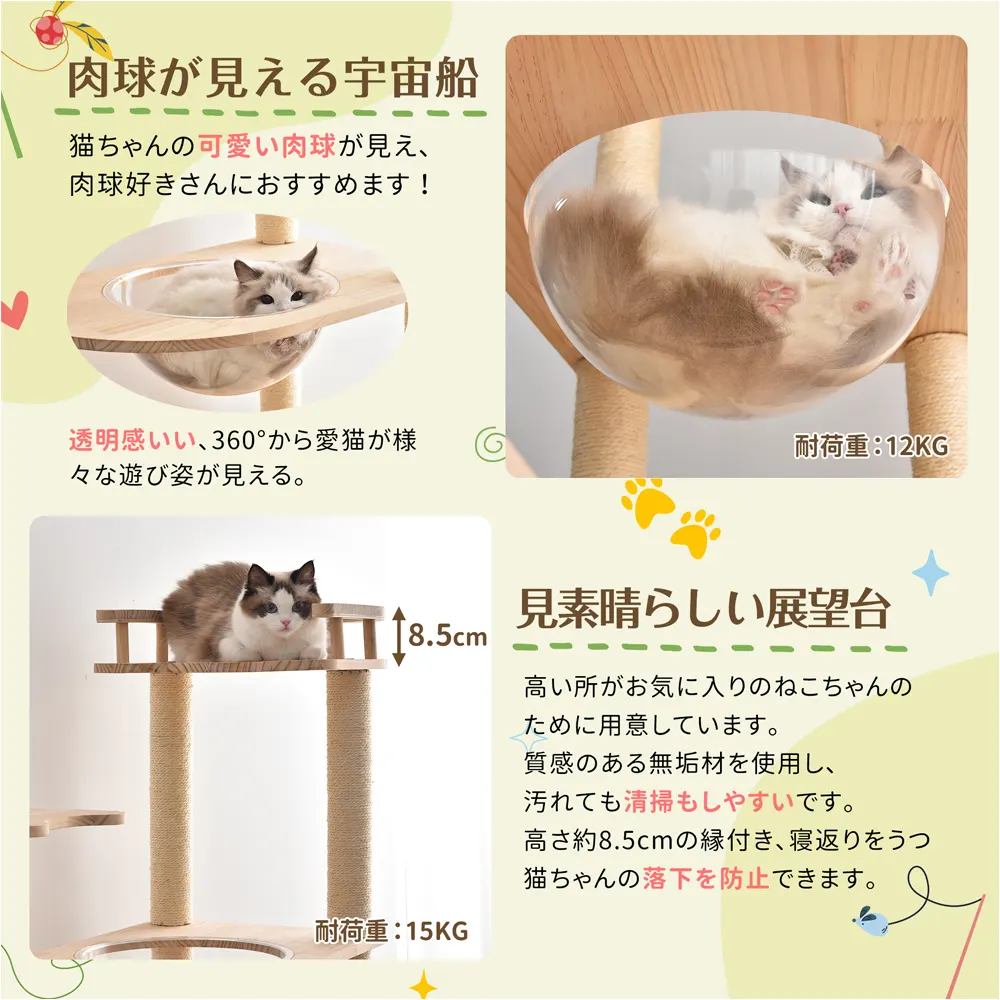 肉球が見える宇宙船
猫ちゃんの可愛い肉球が見え、
肉球好きさんにおすすめます！
透明感いい、360°から愛猫が様
々な遊び姿が見える。
耐荷重：12KG
8.5cm
耐荷重：15KG
見素晴らしい展望台
高い所がお気に入りのねこちゃんの
ために用意しています。
質感のある無垢材を使用し、
汚れても清掃もしやすいです。
高さ約8.5cmの縁付き、寝返りをうつ
猫ちゃんの落下を防止できます。